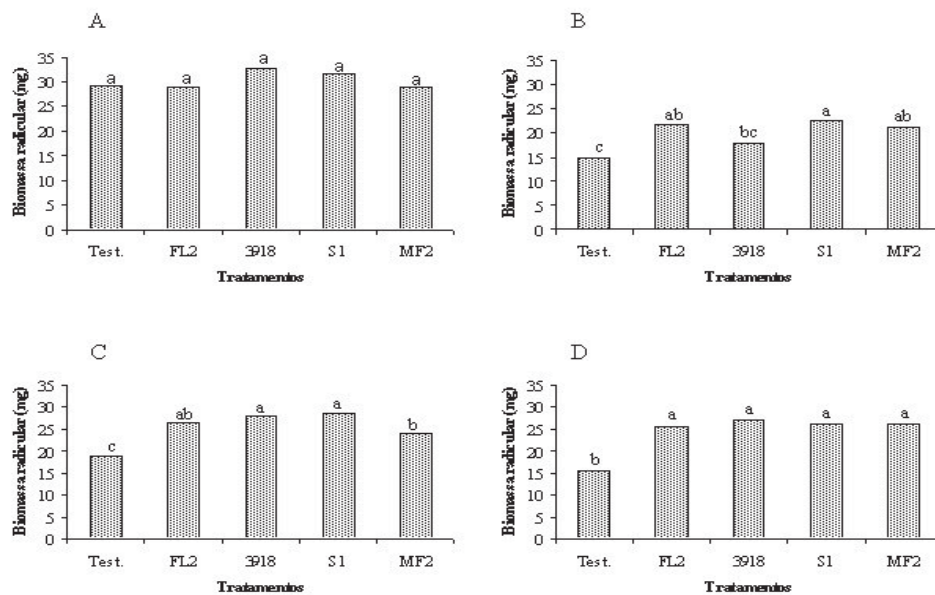 A
Biomassa radicular (mg)
35
30
25
20
15
10
5
0
a a a a a
Test. FL2 3918 S1 MF2
Tratamentos
B
Biomassa radicular (mg)
35
30
25
20
15
10
5
0
c ab bc a ab
Test. FL2 3918 S1 MF2
Tratamentos
C
Biomassa radicular (mg)
35
30
25
20
15
10
5
0
c ab a a b
Test. FL2 3918 S1 MF2
Tratamentos
D
Biomassa radicular (mg)
35
30
25
20
15
10
5
0
b a a a a
Test. FL2 3918 S1 MF2
Tratamentos